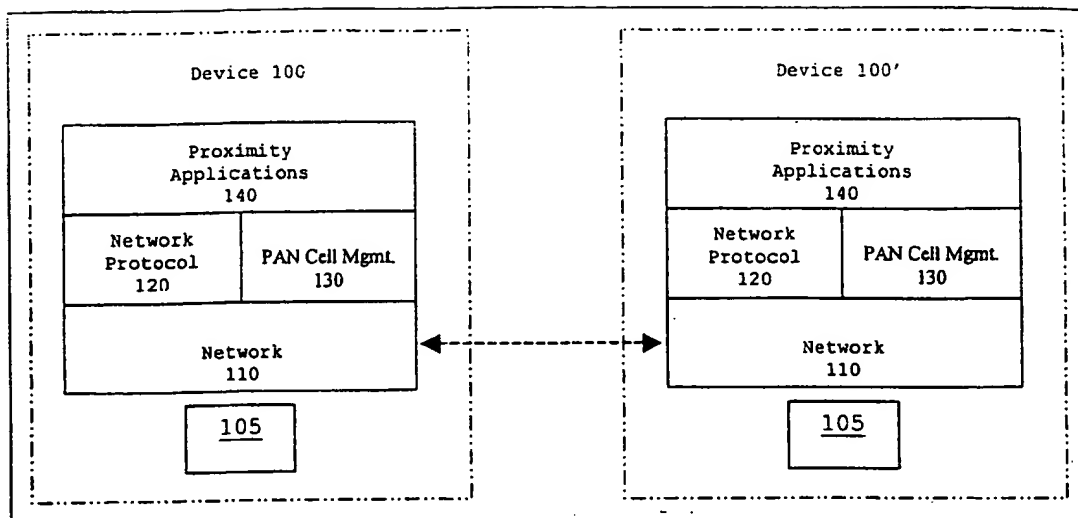 Device 100
Proximity
Applications
140
Network
Protocol
120
PAN Cell Mgmt.
130
Network
110
105
Device 100'
Proximity
Applications
140
Network
Protocol
120
PAN Cell Mgmt.
130
Network
110
105